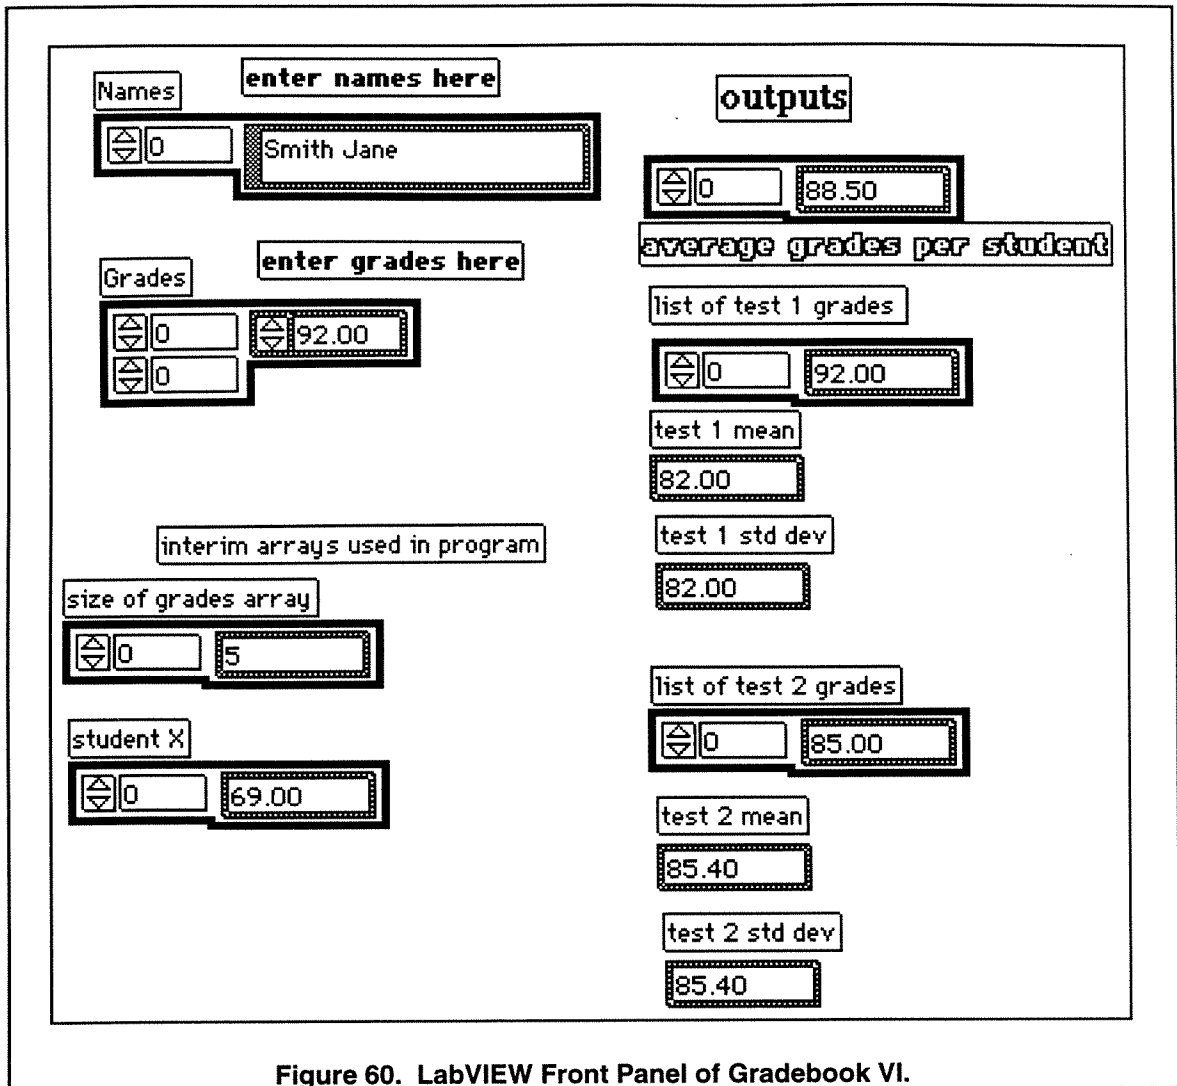 Names
enter names here
0
Smith Jane
Grades
enter grades here
0
92.00
0
interim arrays used in program
size of grades array
0
5
student X
0
69.00
outputs
0
88.50
average grades per student
list of test 1 grades
0
92.00
test 1 mean
82.00
test 1 std dev
82.00
list of test 2 grades
0
85.00
test 2 mean
85.40
test 2 std dev
85.40
Figure 60. LabVIEW Front Panel of Gradebook VI.